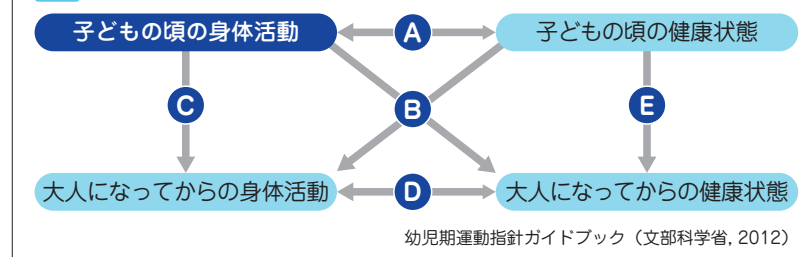 子どもの頃の身体活動
A
子どもの頃の健康状態
C
B
E
大人になってからの身体活動
D
大人になってからの健康状態
幼児期運動指針ガイドブック（文部科学省, 2012）